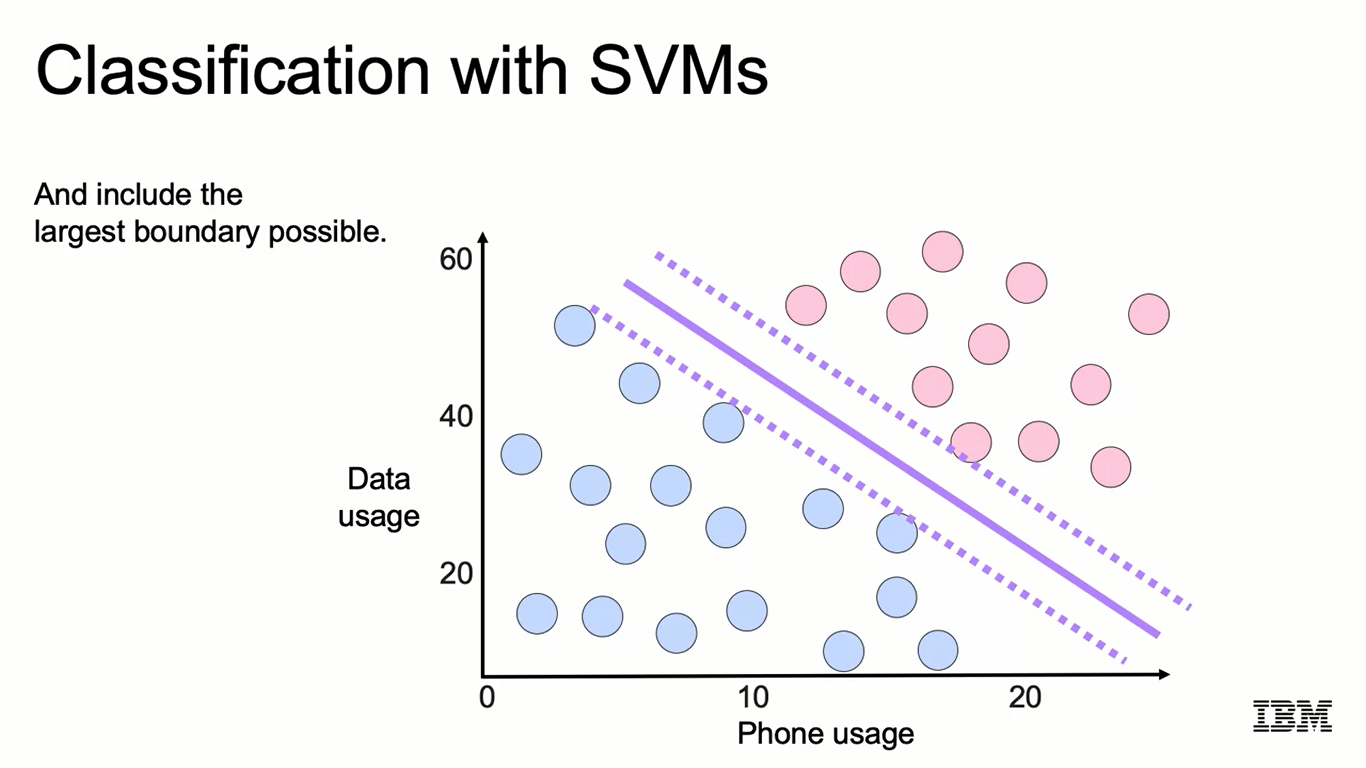 Classification with SVMs
And include the
largest boundary possible.
60
40
Data
usage
20
0
10
20
Phone usage
IBM